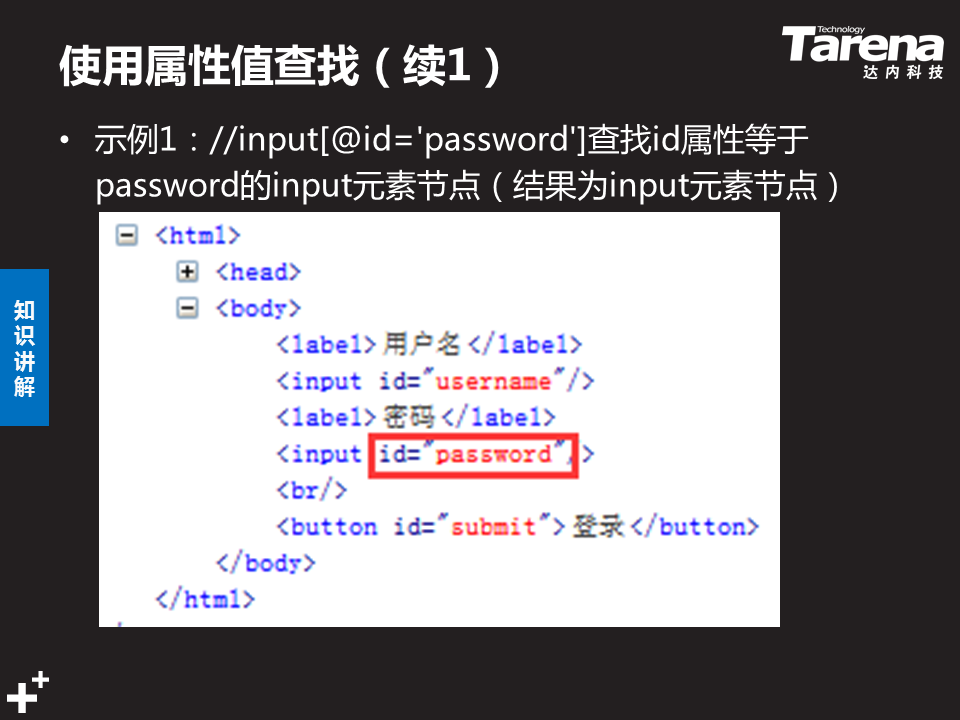 使用属性值查找（续1）
Technology
Tarena
达内科技
• 示例1：//input[@id='password']查找id属性等于
password的input元素节点（结果为input元素节点）
知识讲解
<html>
<head>
<body>
<label>用户名</label>
<input id="username"/>
<label>密码</label>
<input id="password"/>
<br/>
<button id="submit">登录</button>
</body>
</html>